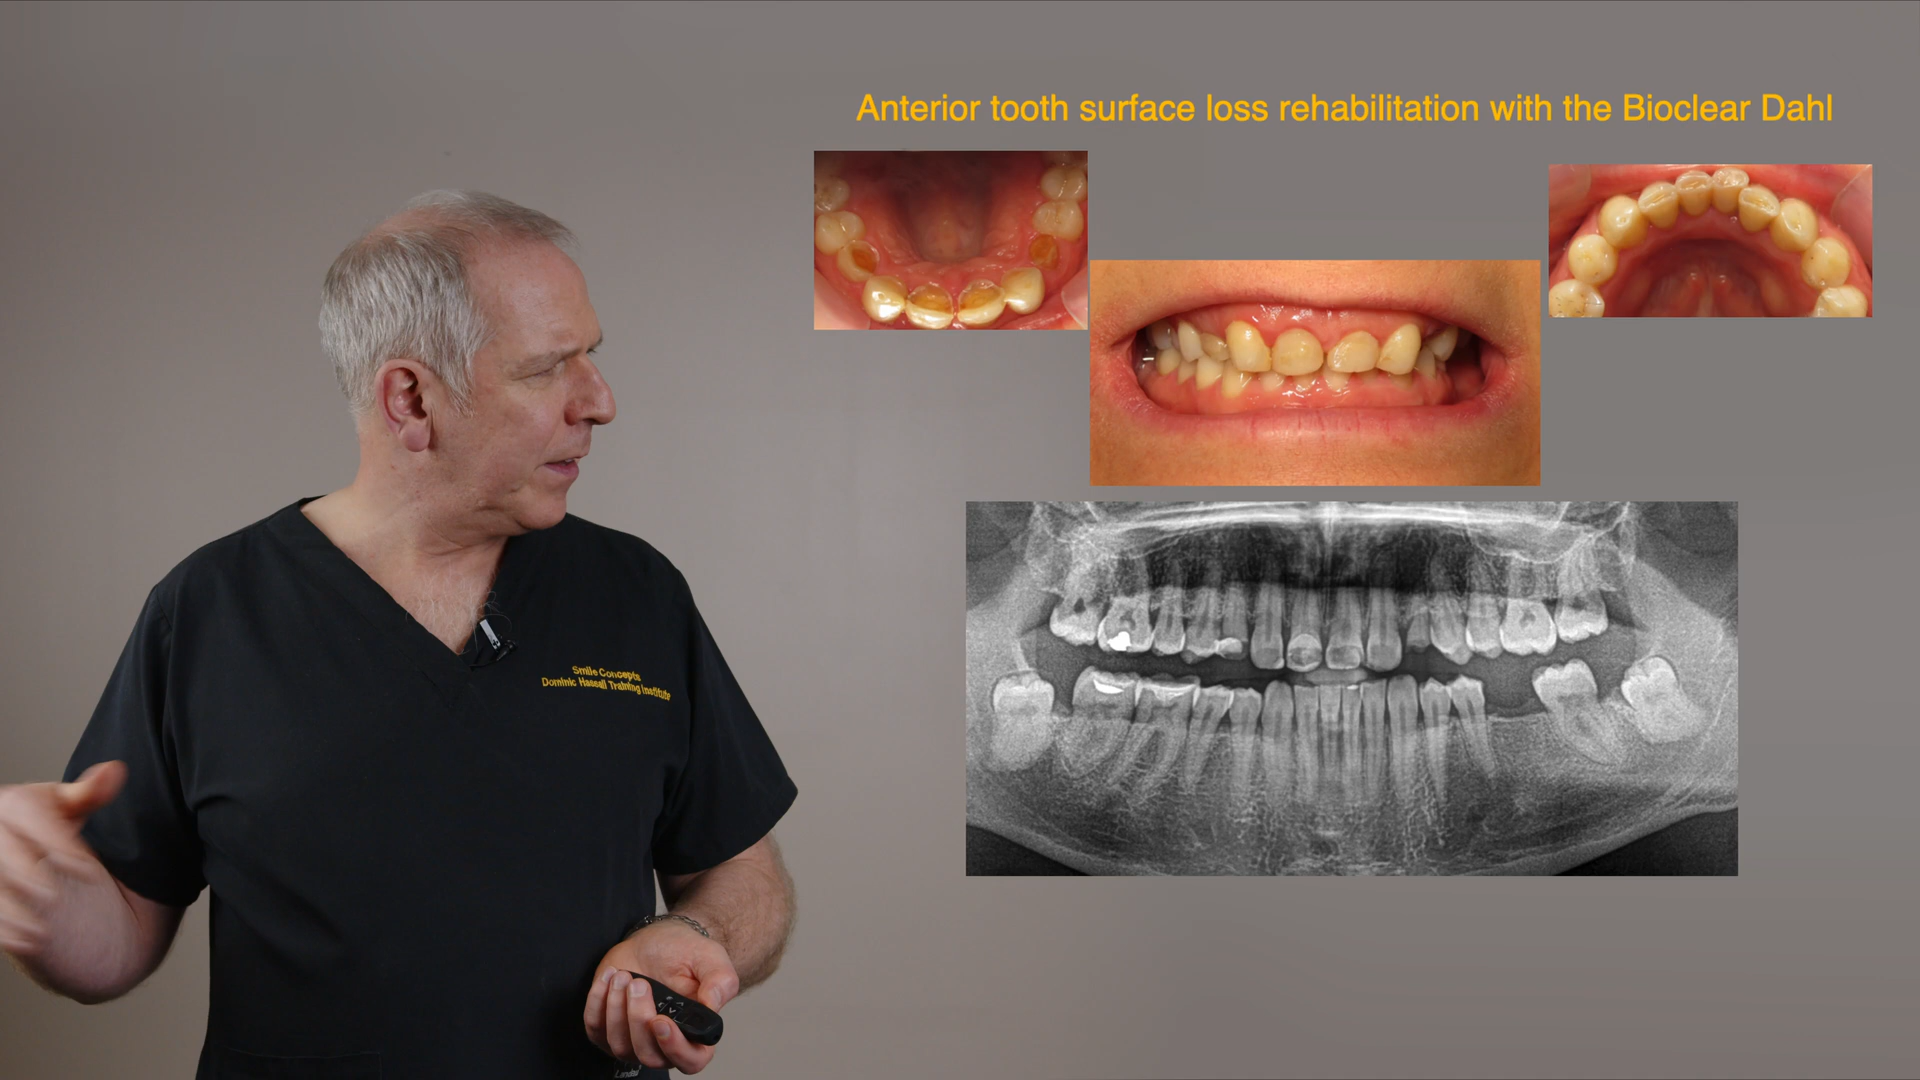 Anterior tooth surface loss rehabilitation with the Bioclear Dahl
Smile Concepts
Dominic Hassall Training Institute